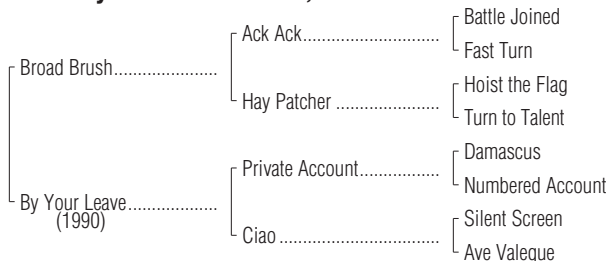 Battle Joined
Ack Ack
Fast Turn
Broad Brush
Hoist the Flag
Hay Patcher
Turn to Talent
Damascus
Private Account
Numbered Account
By Your Leave
(1990)
Silent Screen
Ciao
Ave Valeque